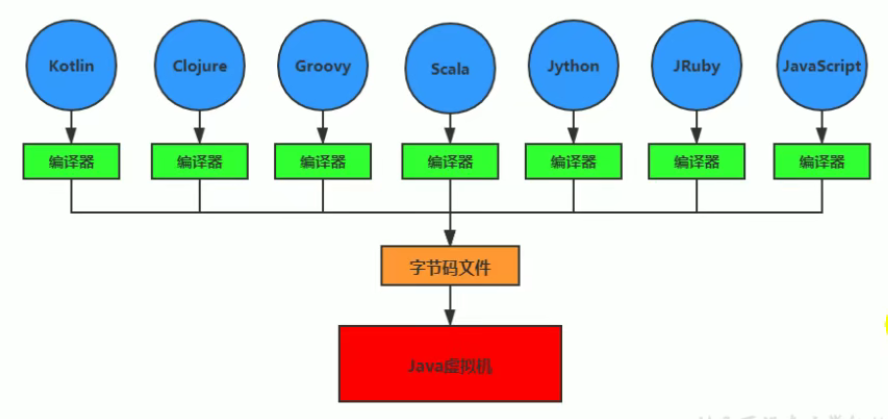 Kotlin
Clojure
Groovy
Scala
Jython
JRuby
JavaScript
编译器
编译器
编译器
编译器
编译器
编译器
编译器
字节码文件
Java虚拟机